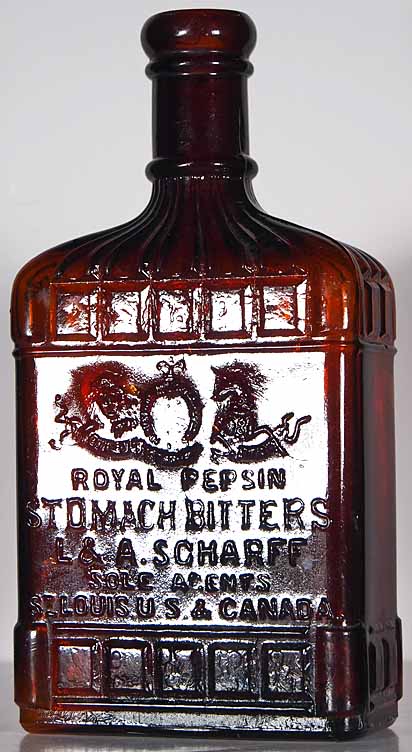 ROYAL PEPSIN
STOMACH BITTERS
L & A. SCHARFF
SOLE AGENTS
ST. LOUIS U S. & CANADA.